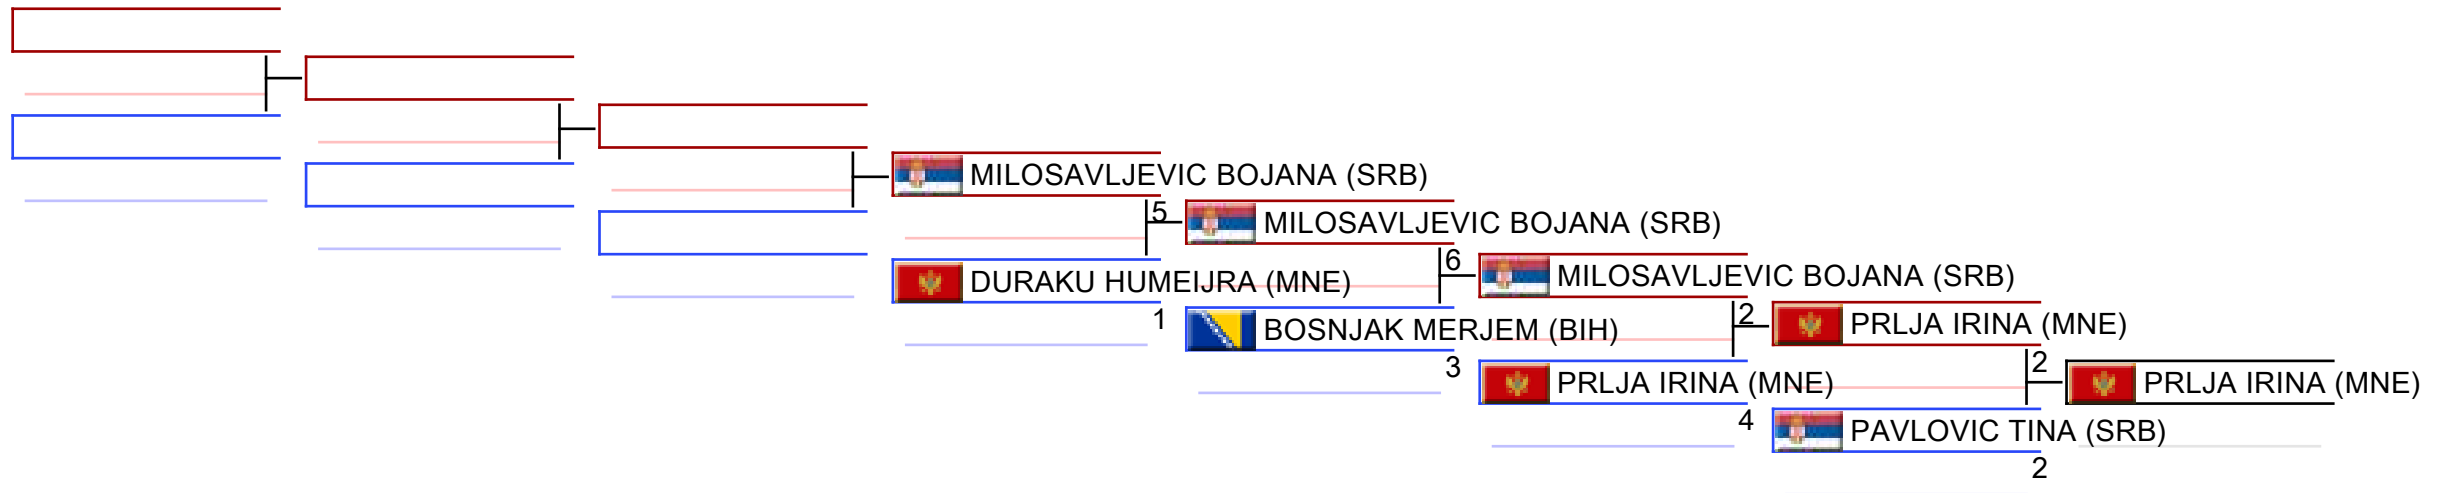 MILOSAVLJEVIC BOJANA (SRB)
5
MILOSAVLJEVIC BOJANA (SRB)
DURAKU HUMEIJRA (MNE)
1
6
MILOSAVLJEVIC BOJANA (SRB)
BOSNJAK MERJEM (BIH)
3
2
PRLJA IRINA (MNE)
PRLJA IRINA (MNE)
4
2
PRLJA IRINA (MNE)
PAVLOVIC TINA (SRB)
2